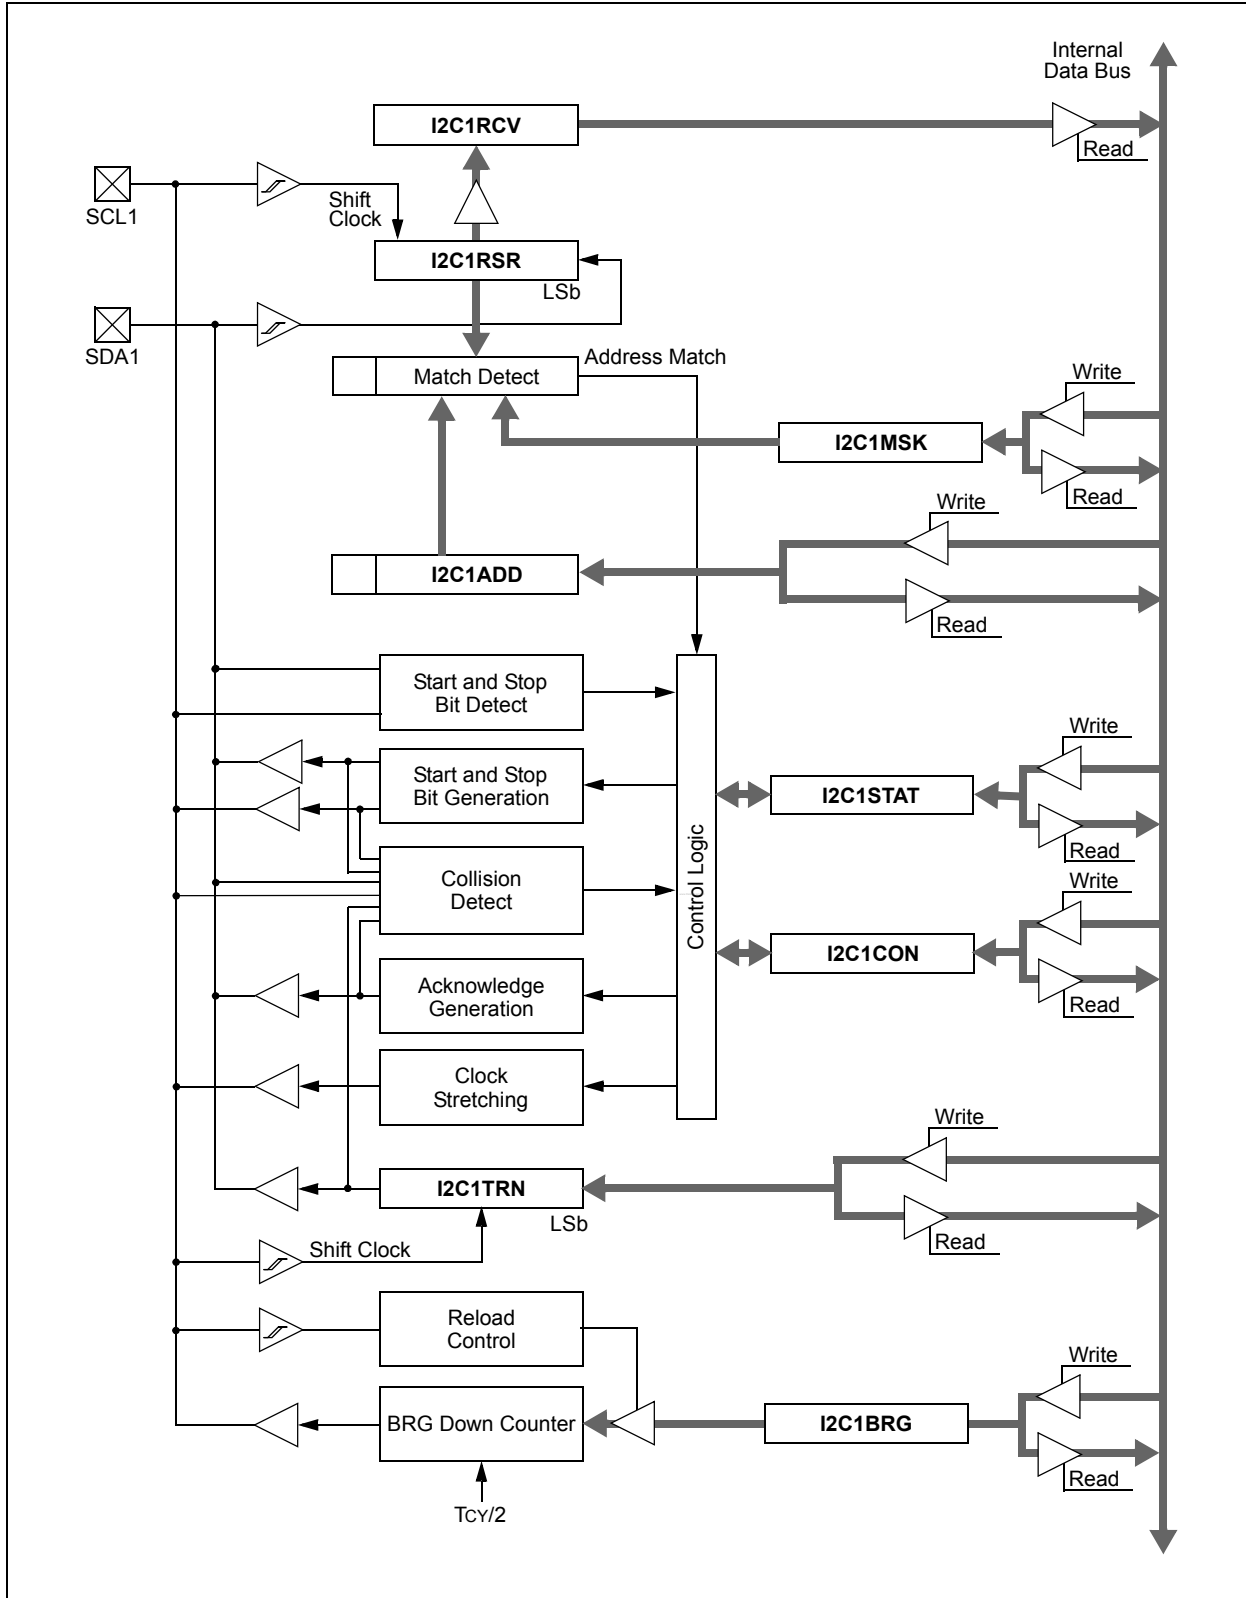 Internal
Data Bus
I2C1RCV
Read
SCL1
Shift
Clock
I2C1RSR
LSb
SDA1
Match Detect
Address Match
Write
I2C1MSK
Read
Write
I2C1ADD
Read
Start and Stop
Bit Detect
Start and Stop
Bit Generation
Collision
Detect
Acknowledge
Generation
Clock
Stretching
Control Logic
Write
I2C1STAT
Read
Write
I2C1CON
Read
Write
I2C1TRN
LSb
Read
Shift Clock
Reload
Control
Write
BRG Down Counter
I2C1BRG
Read
TCY/2